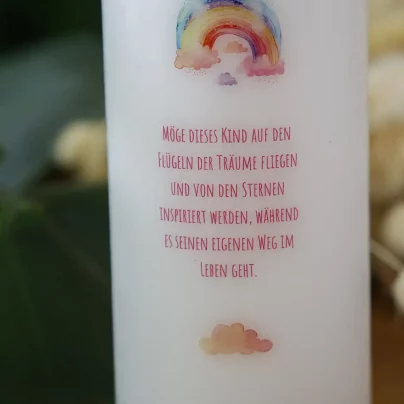 Möge dieses Kind auf den
Flügeln der Träume fliegen
und von den Sternen
inspiriert werden, während
es seinen eigenen Weg im
Leben geht.